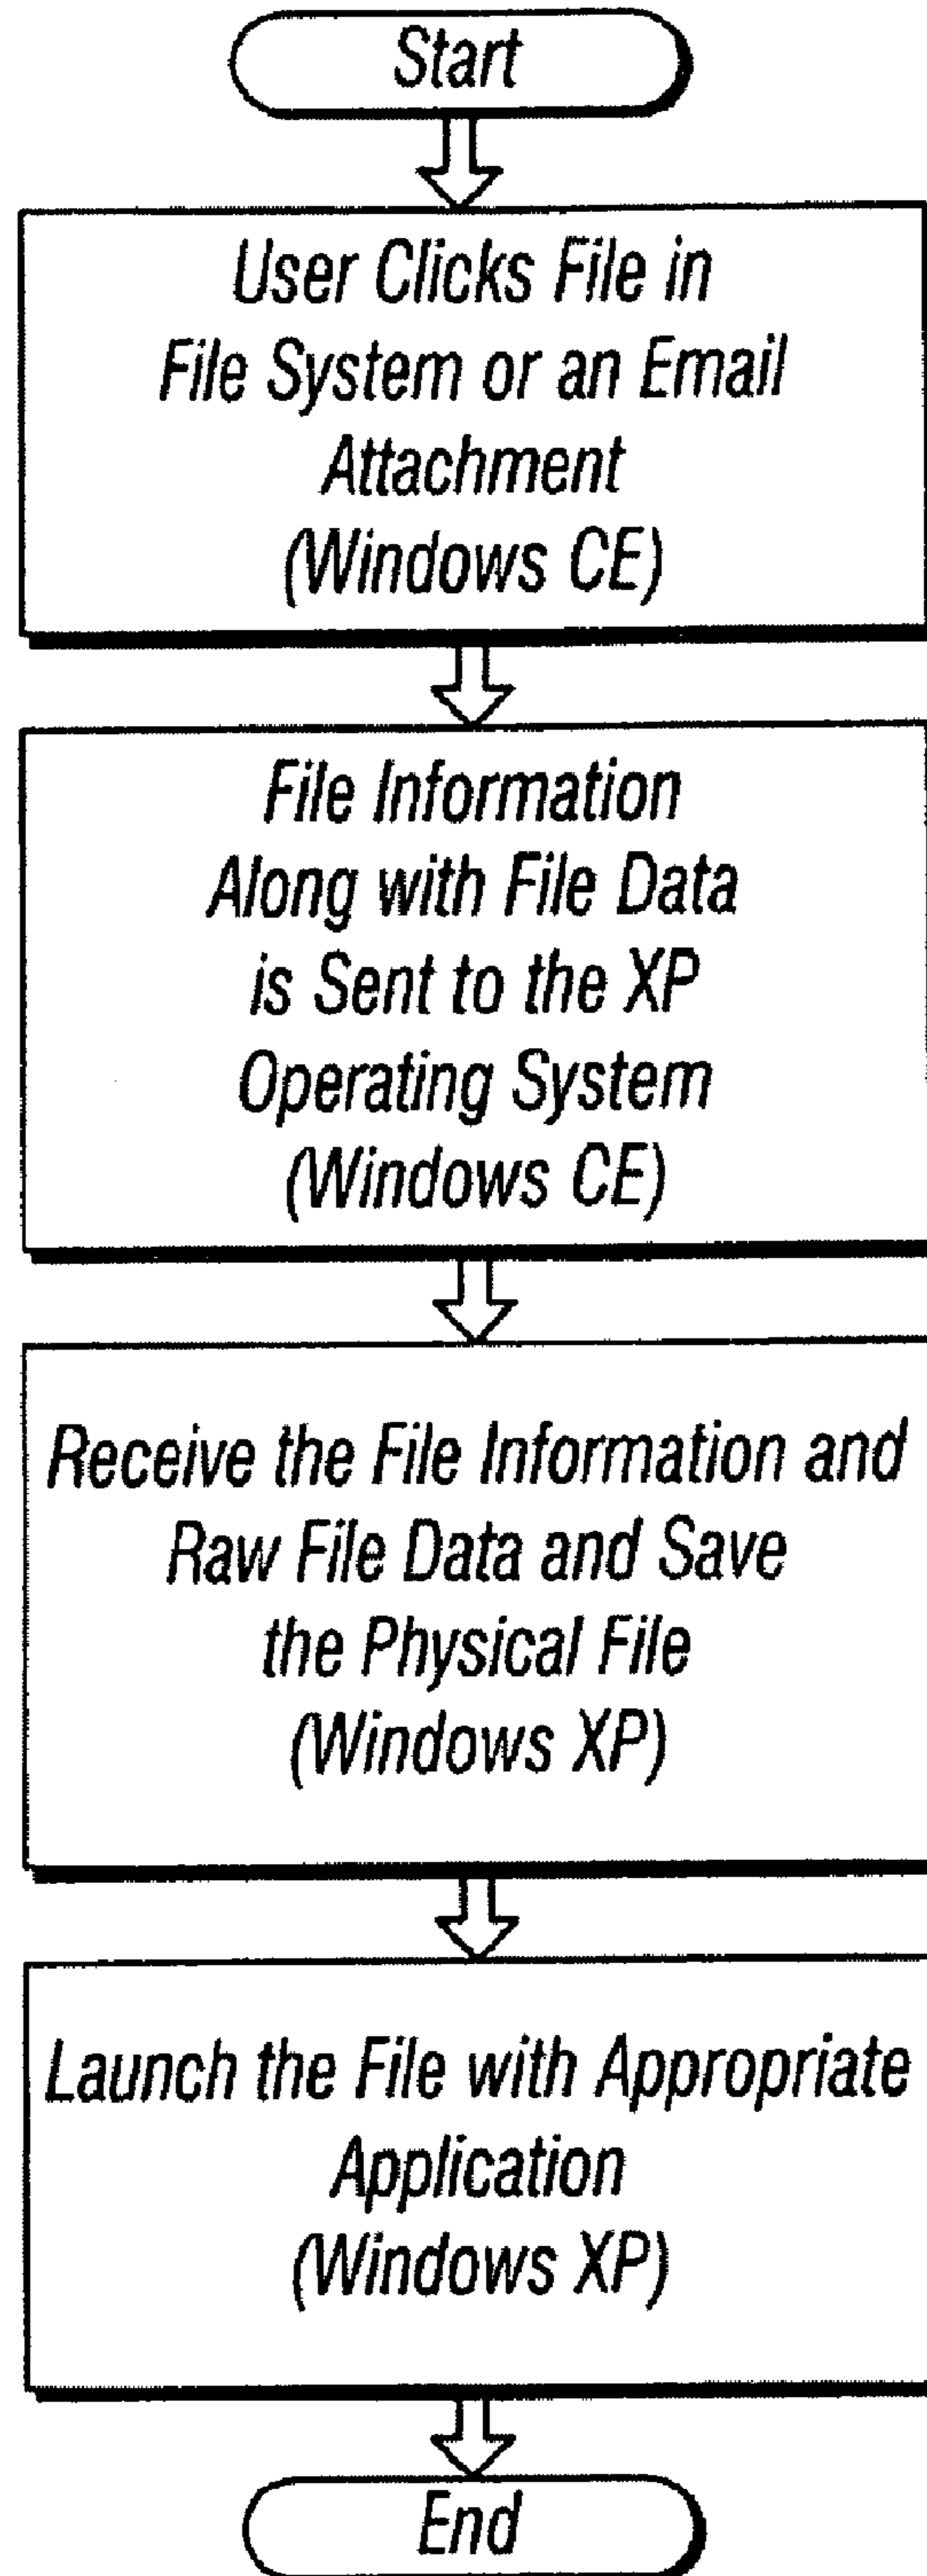 Start
User Clicks File in
File System or an Email
Attachment
(Windows CE)
File Information
Along with File Data
is Sent to the XP
Operating System
(Windows CE)
Receive the File Information and
Raw File Data and Save
the Physical File
(Windows XP)
Launch the File with Appropriate
Application
(Windows XP)
End